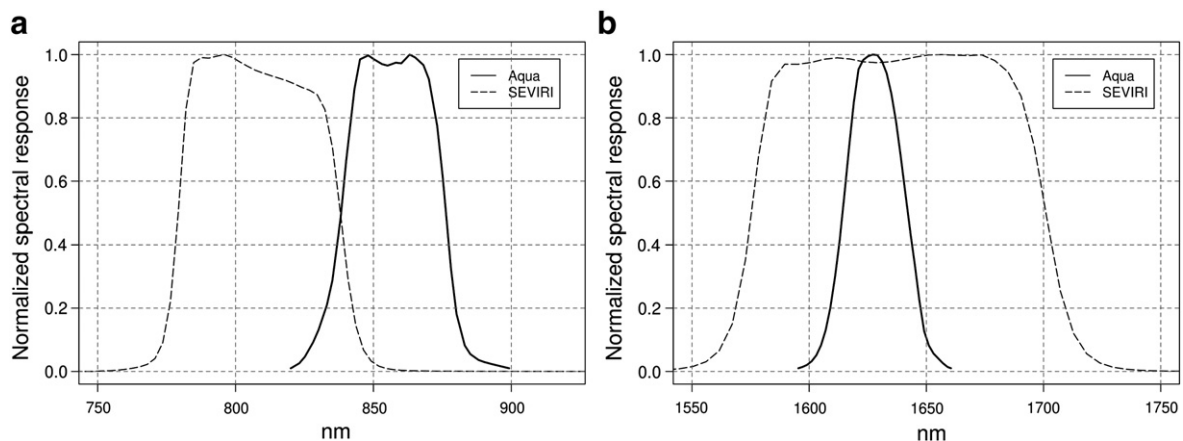 a
Normalized spectral response
1.0
0.8
0.6
0.4
0.2
0.0
Aqua
SEVIRI
750
800
850
900
nm
b
Normalized spectral response
1.0
0.8
0.6
0.4
0.2
0.0
Aqua
SEVIRI
1550
1600
1650
1700
1750
nm